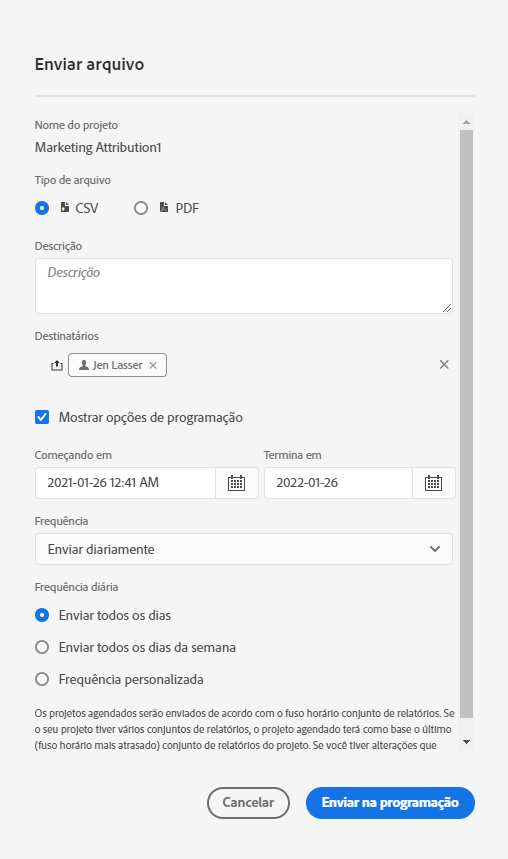 Enviar arquivo
Nome do projeto
Marketing Attribution1
Tipo de arquivo
CSV PDF
Descrição
Descrição
Destinatários
Jen Lasser
Mostrar opções de programação
Começando em Termina em
2021-01-26 12:41 AM 2022-01-26
Frequência
Enviar diariamente
Frequência diária
Enviar todos os dias
Enviar todos os dias da semana
Frequência personalizada
Os projetos agendados serão enviados de acordo com o fuso horário conjunto de relatórios. Se
o seu projeto tiver vários conjuntos de relatórios, o projeto agendado terá como base o último
(fuso horário mais atrasado) conjunto de relatórios do projeto. Se você tiver alterações que
Cancelar Enviar na programação